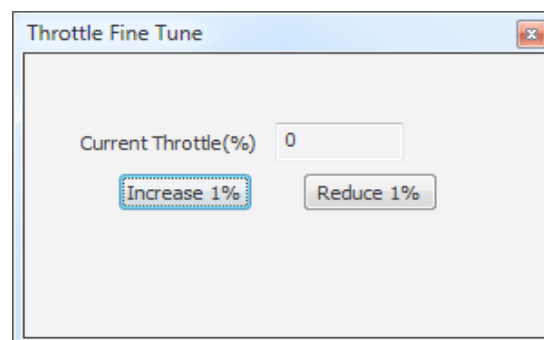 Throttle Fine Tune
Current Throttle(%) 0
Increase 1% Reduce 1%